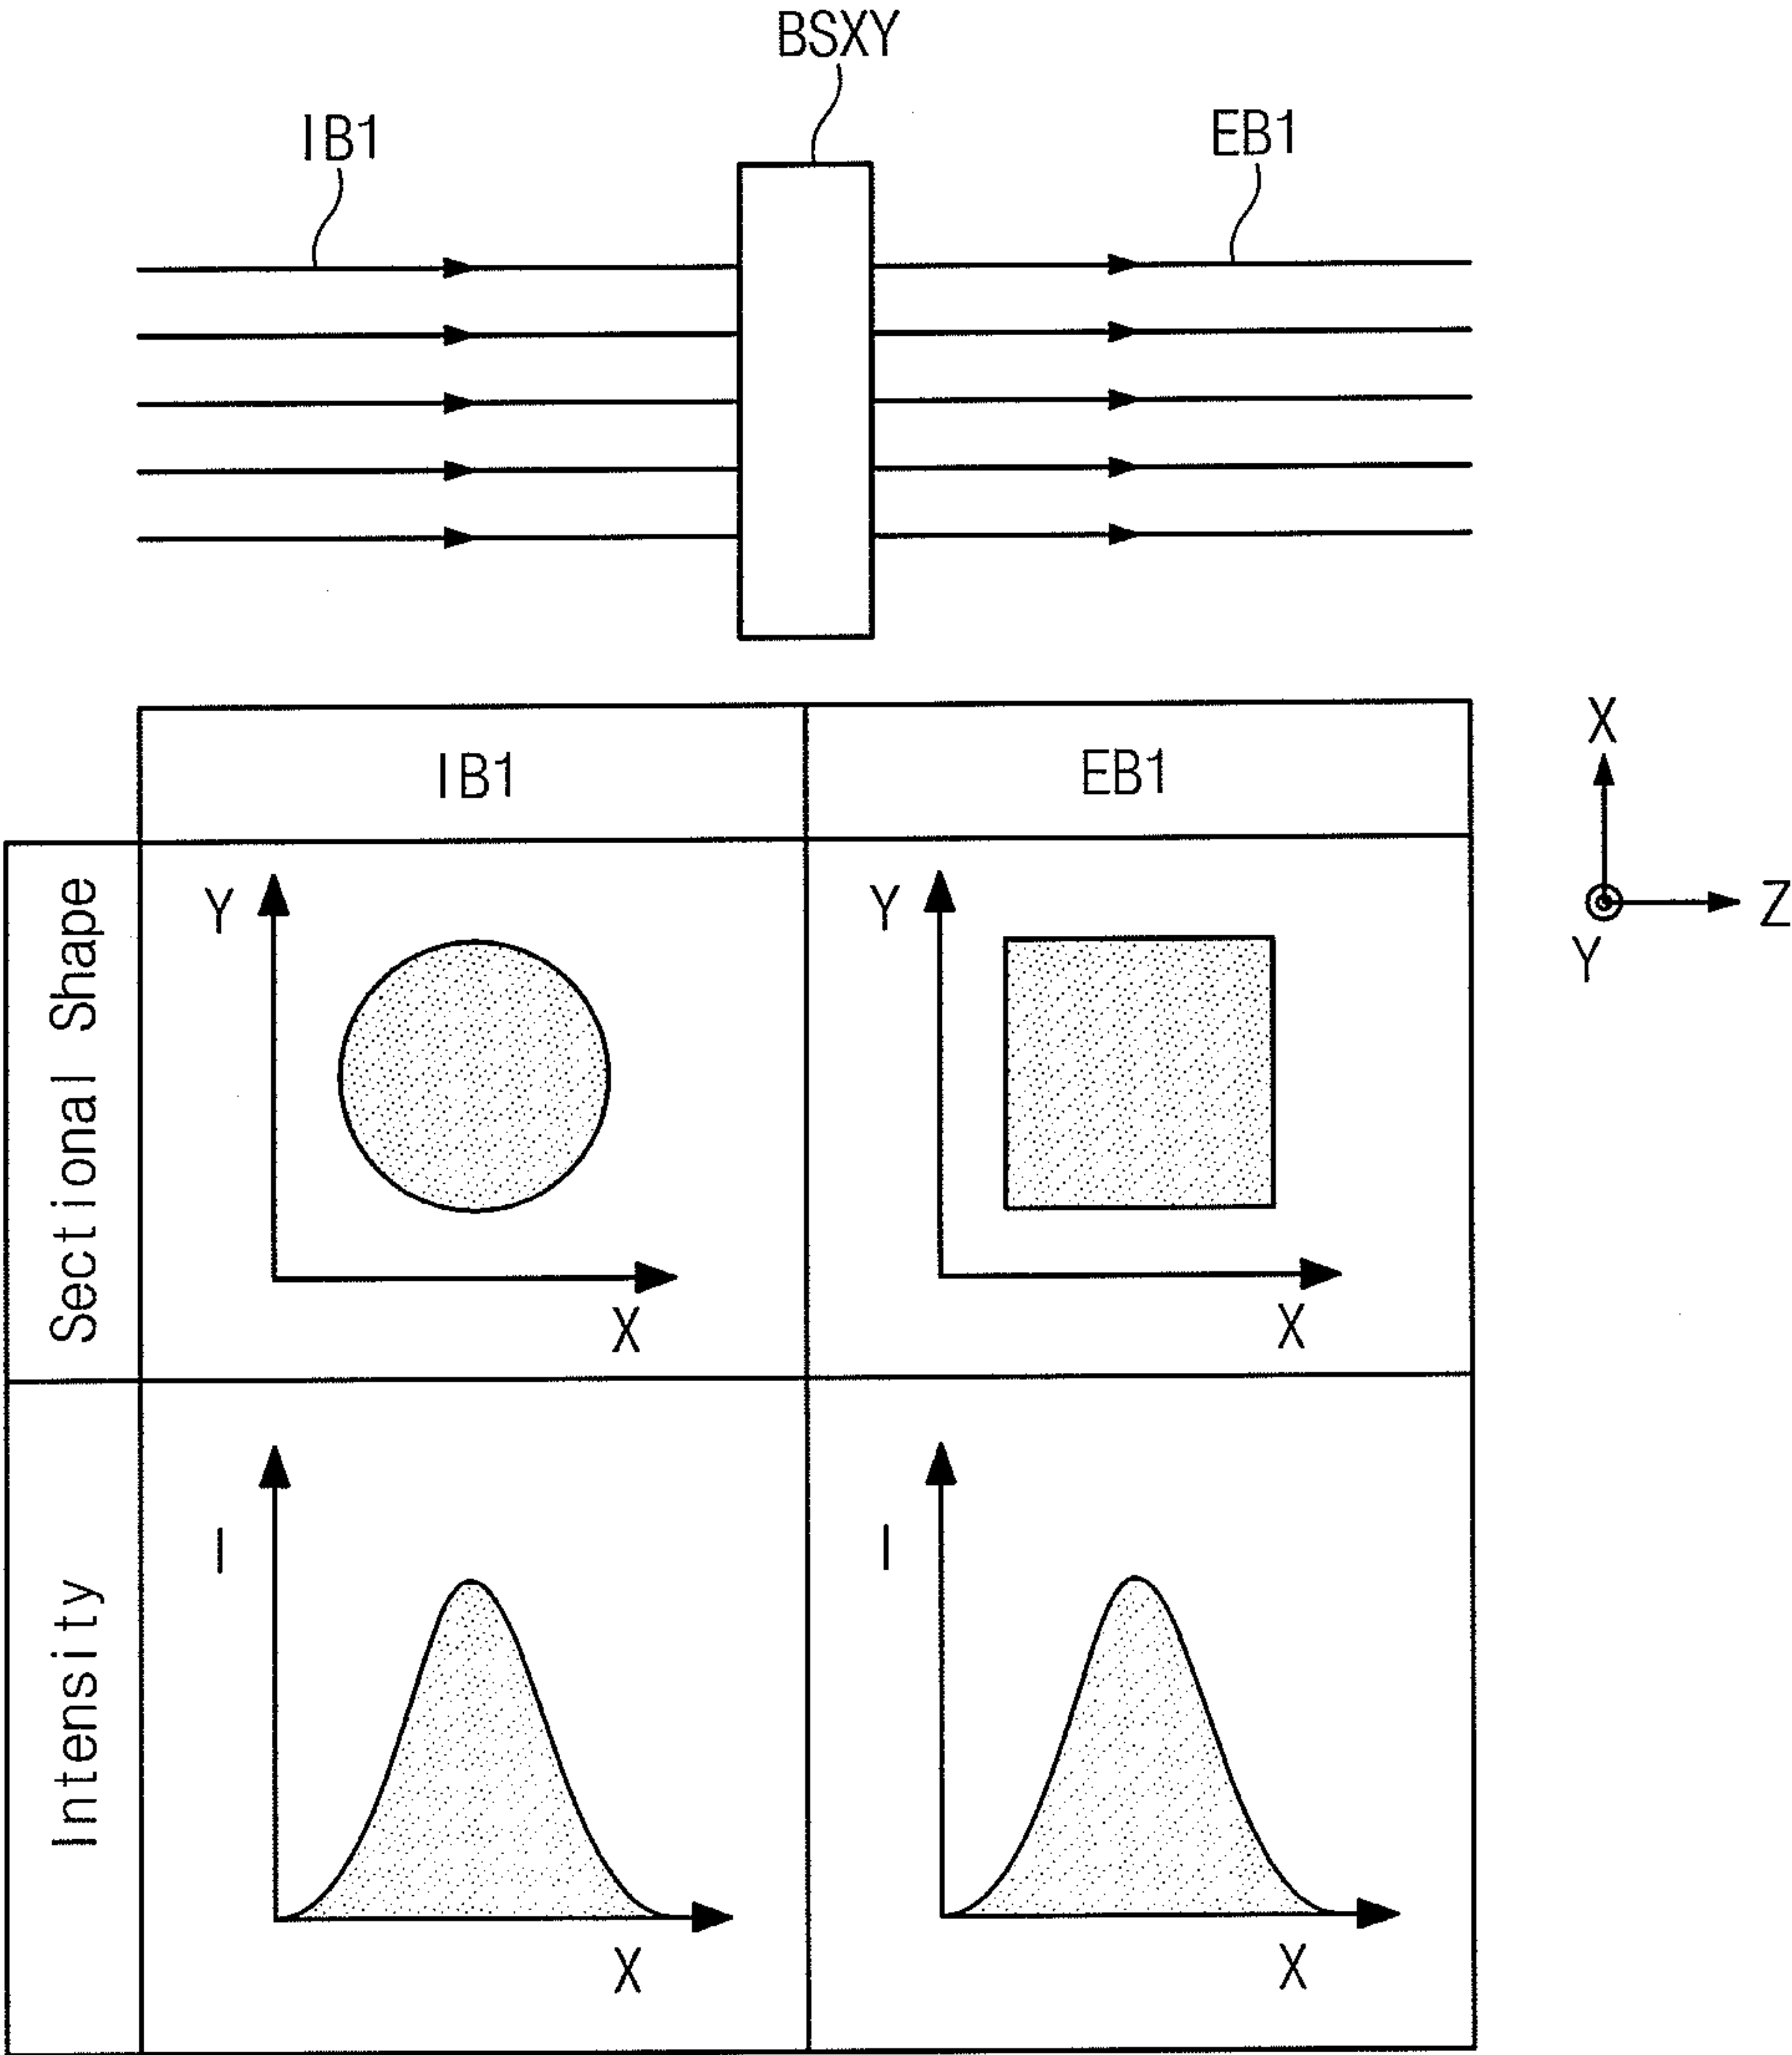 BSXY
IB1
EB1
IB1
EB1
X
Z
Y
Sectional Shape
Y
X
Y
X
Intensity
I
X
I
X